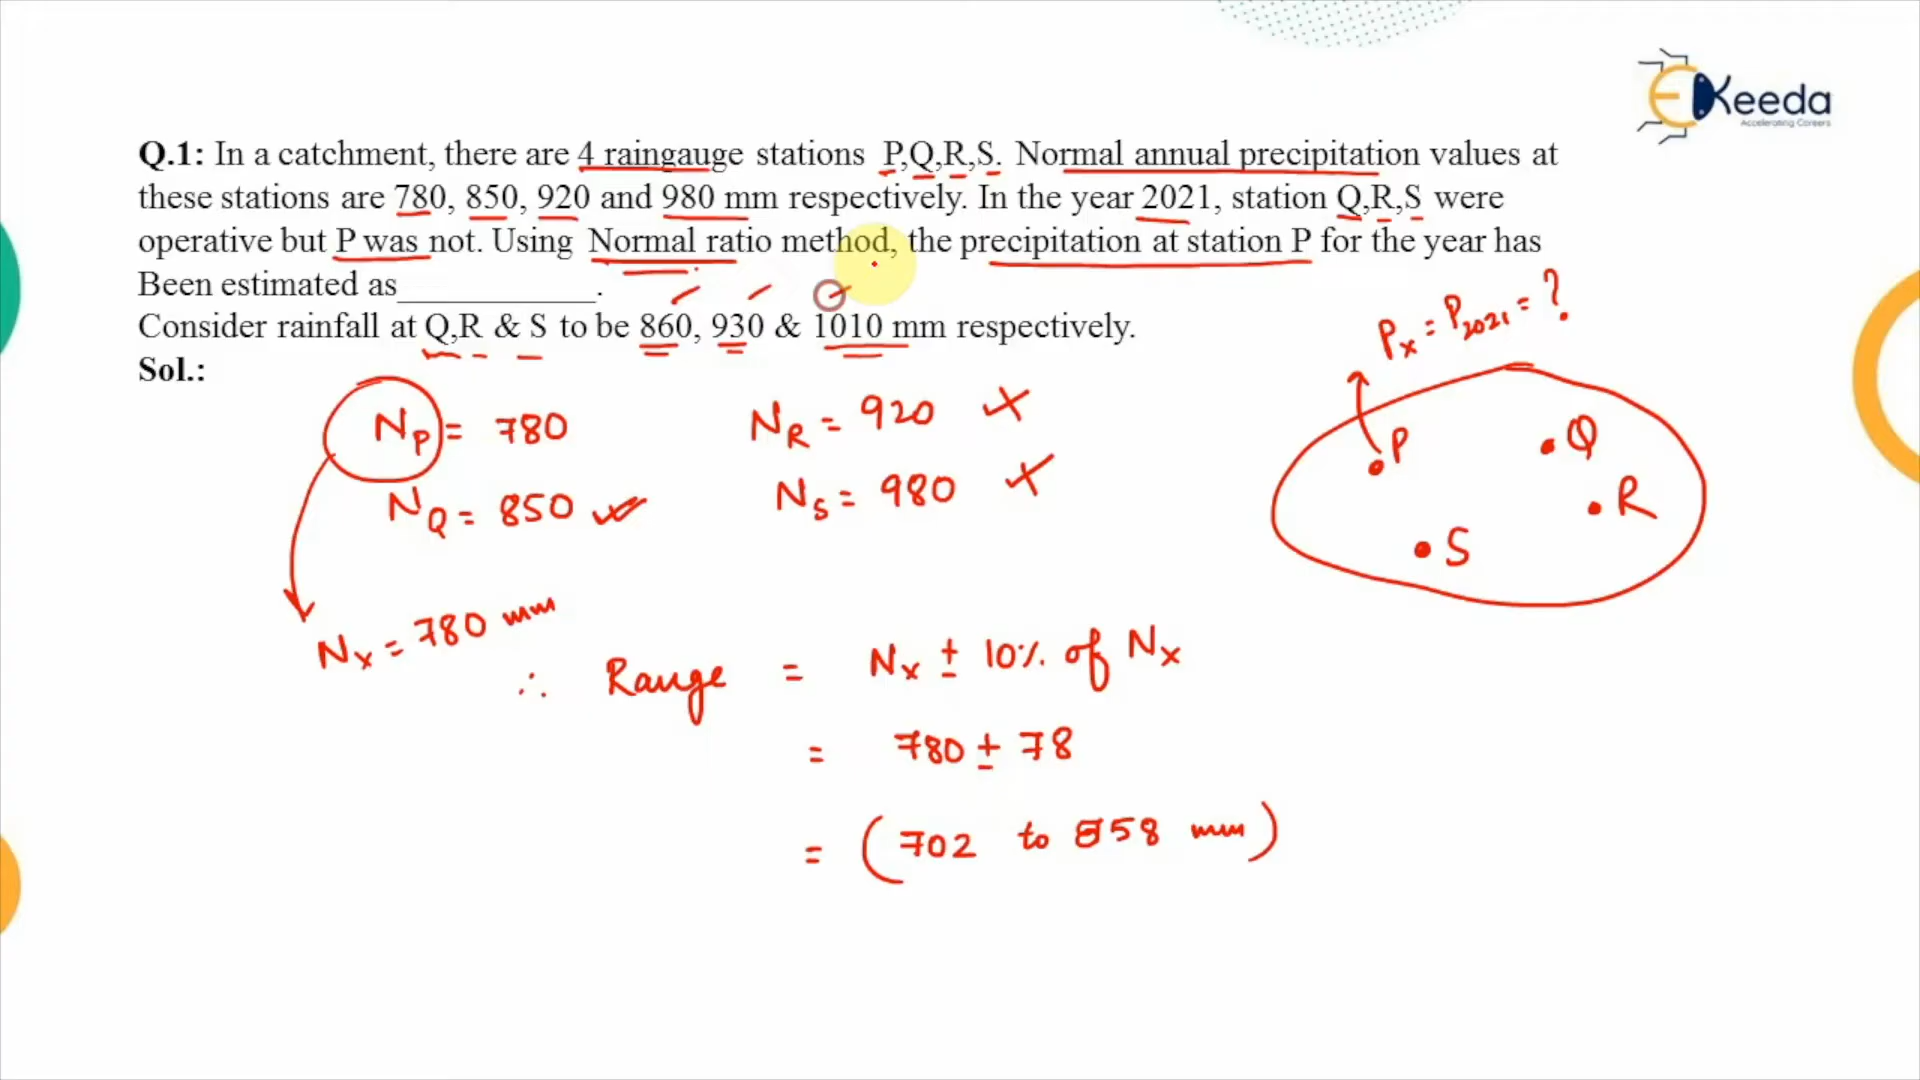 EKeeda
Accelerating Careers
Q.1: In a catchment, there are 4 raingauge stations P,Q,R,S. Normal annual precipitation values at
these stations are 780, 850, 920 and 980 mm respectively. In the year 2021, station Q,R,S were
operative but P was not. Using Normal ratio method, the precipitation at station P for the year has
Been estimated as____________.
Consider rainfall at Q,R & S to be 860, 930 & 1010 mm respectively.
Sol.:
Px = P2021 = ?
NP = 780
NR = 920 ×
NQ = 850 ✓
NS = 980 ×
P
Q
R
S
Nx = 780 mm
∴ Range = Nx ± 10% of Nx
= 780 ± 78
= (702 to 858 mm)